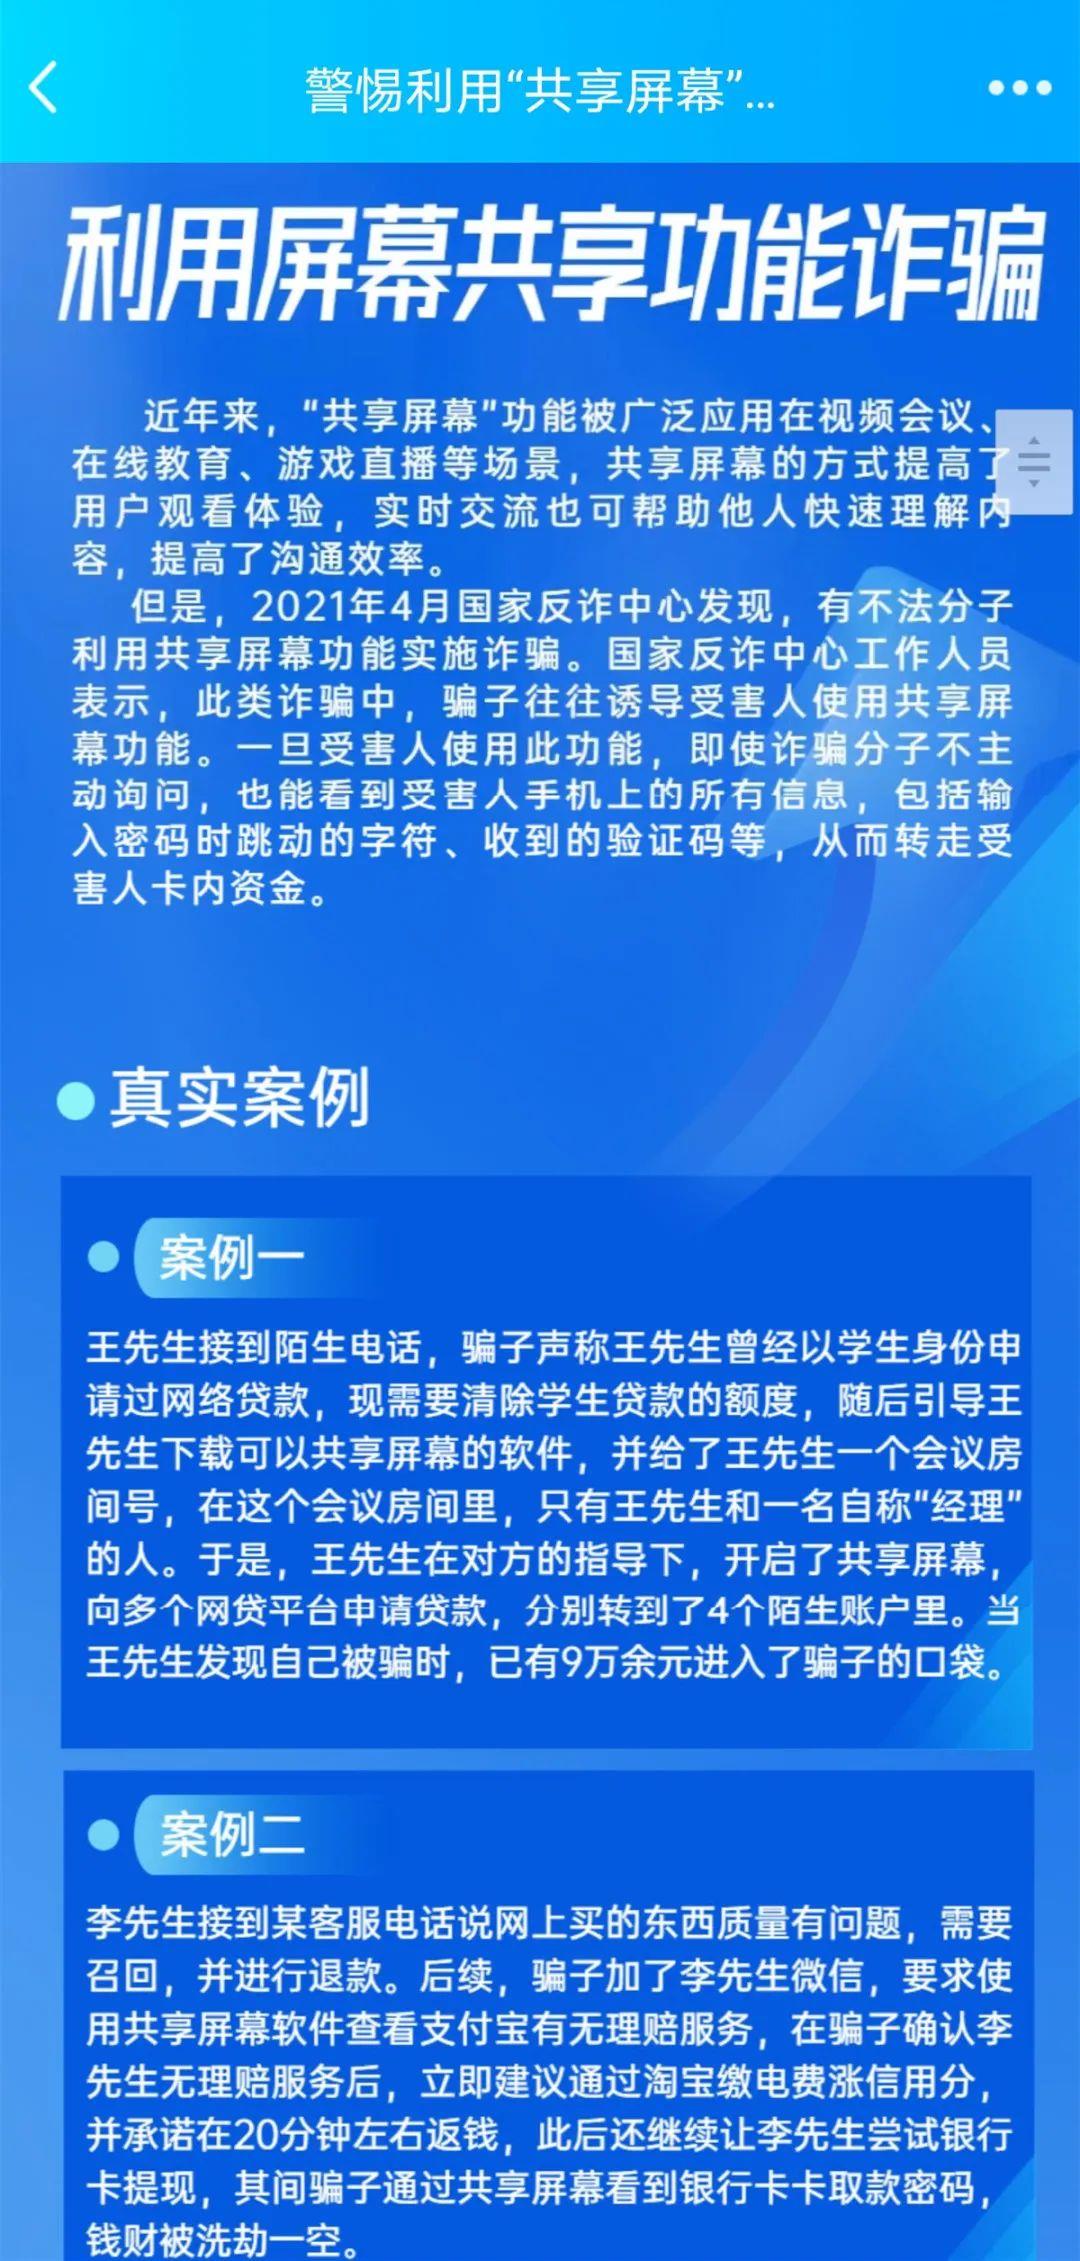 警惕利用“共享屏幕”...
利用屏幕共享功能诈骗
近年来，“共享屏幕”功能被广泛应用在视频会议、
在线教育、游戏直播等场景，共享屏幕的方式提高了
用户观看体验，实时交流也可帮助他人快速理解内
容，提高了沟通效率。
但是，2021年4月国家反诈中心发现，有不法分子
利用共享屏幕功能实施诈骗。国家反诈中心工作人员
表示，此类诈骗中，骗子往往诱导受害人使用共享屏
幕功能。一旦受害人使用此功能，即使诈骗分子不主
动询问，也能看到受害人手机上的所有信息，包括输
入密码时跳动的字符、收到的验证码等，从而转走受
害人卡内资金。
真实案例
案例一
王先生接到陌生电话，骗子声称王先生曾经以学生身份申
请过网络贷款，现需要清除学生贷款的额度，随后引导王
先生下载可以共享屏幕的软件，并给了王先生一个会议房
间号，在这个会议房间里，只有王先生和一名自称“经理”
的人。于是，王先生在对方的指导下，开启了共享屏幕，
向多个网贷平台申请贷款，分别转到了4个陌生账户里。当
王先生发现自己被骗时，已有9万余元进入了骗子的口袋。
案例二
李先生接到某客服电话说网上买的东西质量有问题，需要
召回，并进行退款。后续，骗子加了李先生微信，要求使
用共享屏幕软件查看支付宝有无理赔服务，在骗子确认李
先生无理赔服务后，立即建议通过淘宝缴电费涨信用分，
并承诺在20分钟左右返钱，此后还继续让李先生尝试银行
卡提现，其间骗子通过共享屏幕看到银行卡卡取款密码，
钱财被洗劫一空。